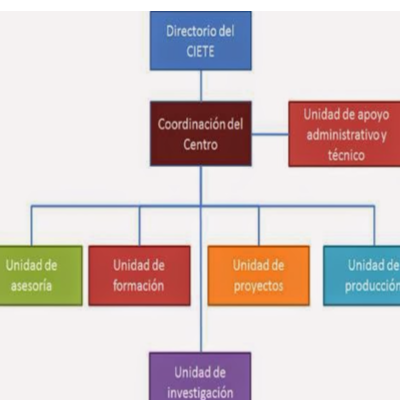 Directorio del
CIETE
Coordinación del
Centro
Unidad de apoyo
administrativo y
técnico
Unidad de
asesoría
Unidad de
formación
Unidad de
proyectos
Unidad de
producción
Unidad de
investigación